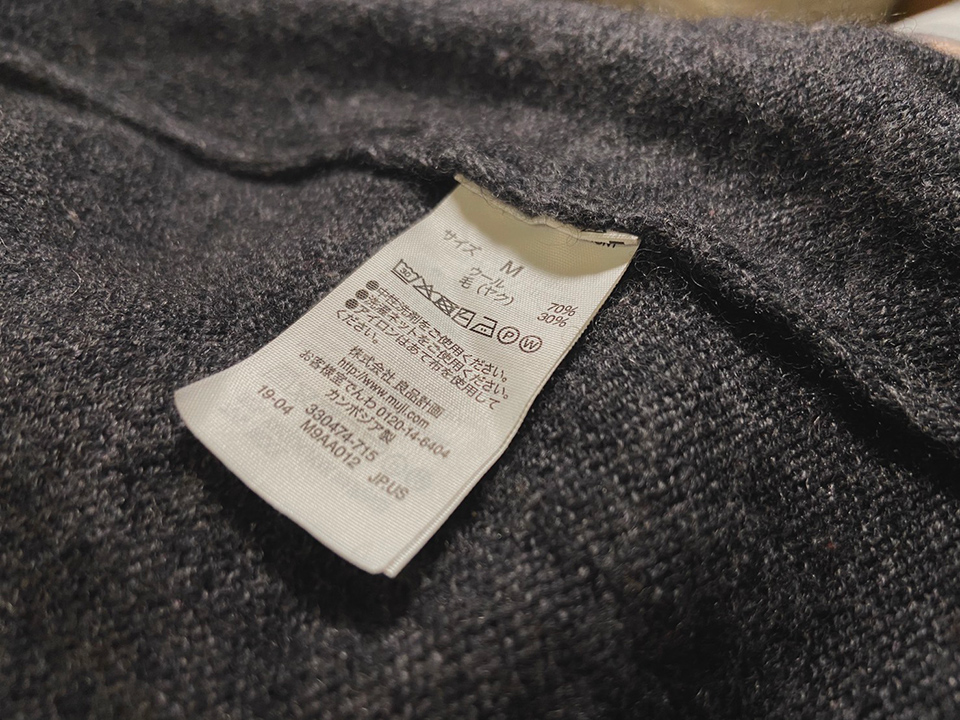 サイズ M
ウール 70%
毛(ヤク) 30%
30 P W
●中性洗剤をご使用ください。
●洗濯ネットをご使用ください。
●アイロンはあて布を使用して
ください。
株式会社 良品計画
http://www.muji.com
お客様室でんわ 0120-14-6404
カンボジア製
19-04 330474-715
M9AA012 JP.US